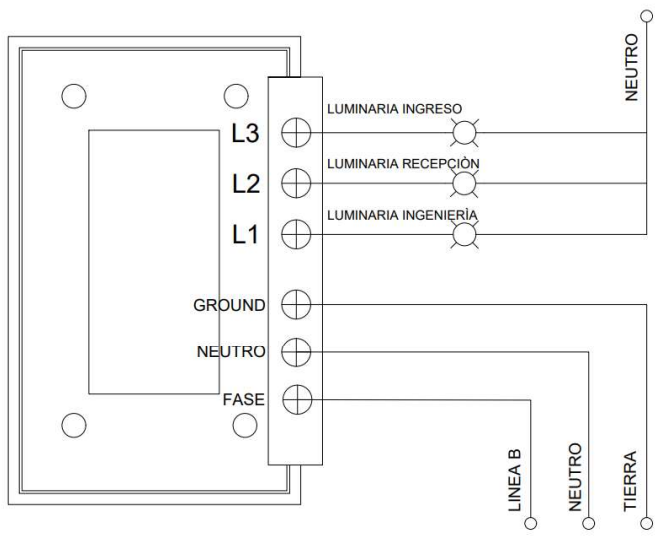 NEUTRO
LUMINARIA INGRESO
L3
LUMINARIA RECEPCIÒN
L2
LUMINARIA INGENIERÌA
L1
GROUND
NEUTRO
FASE
LINEA B
NEUTRO
TIERRA